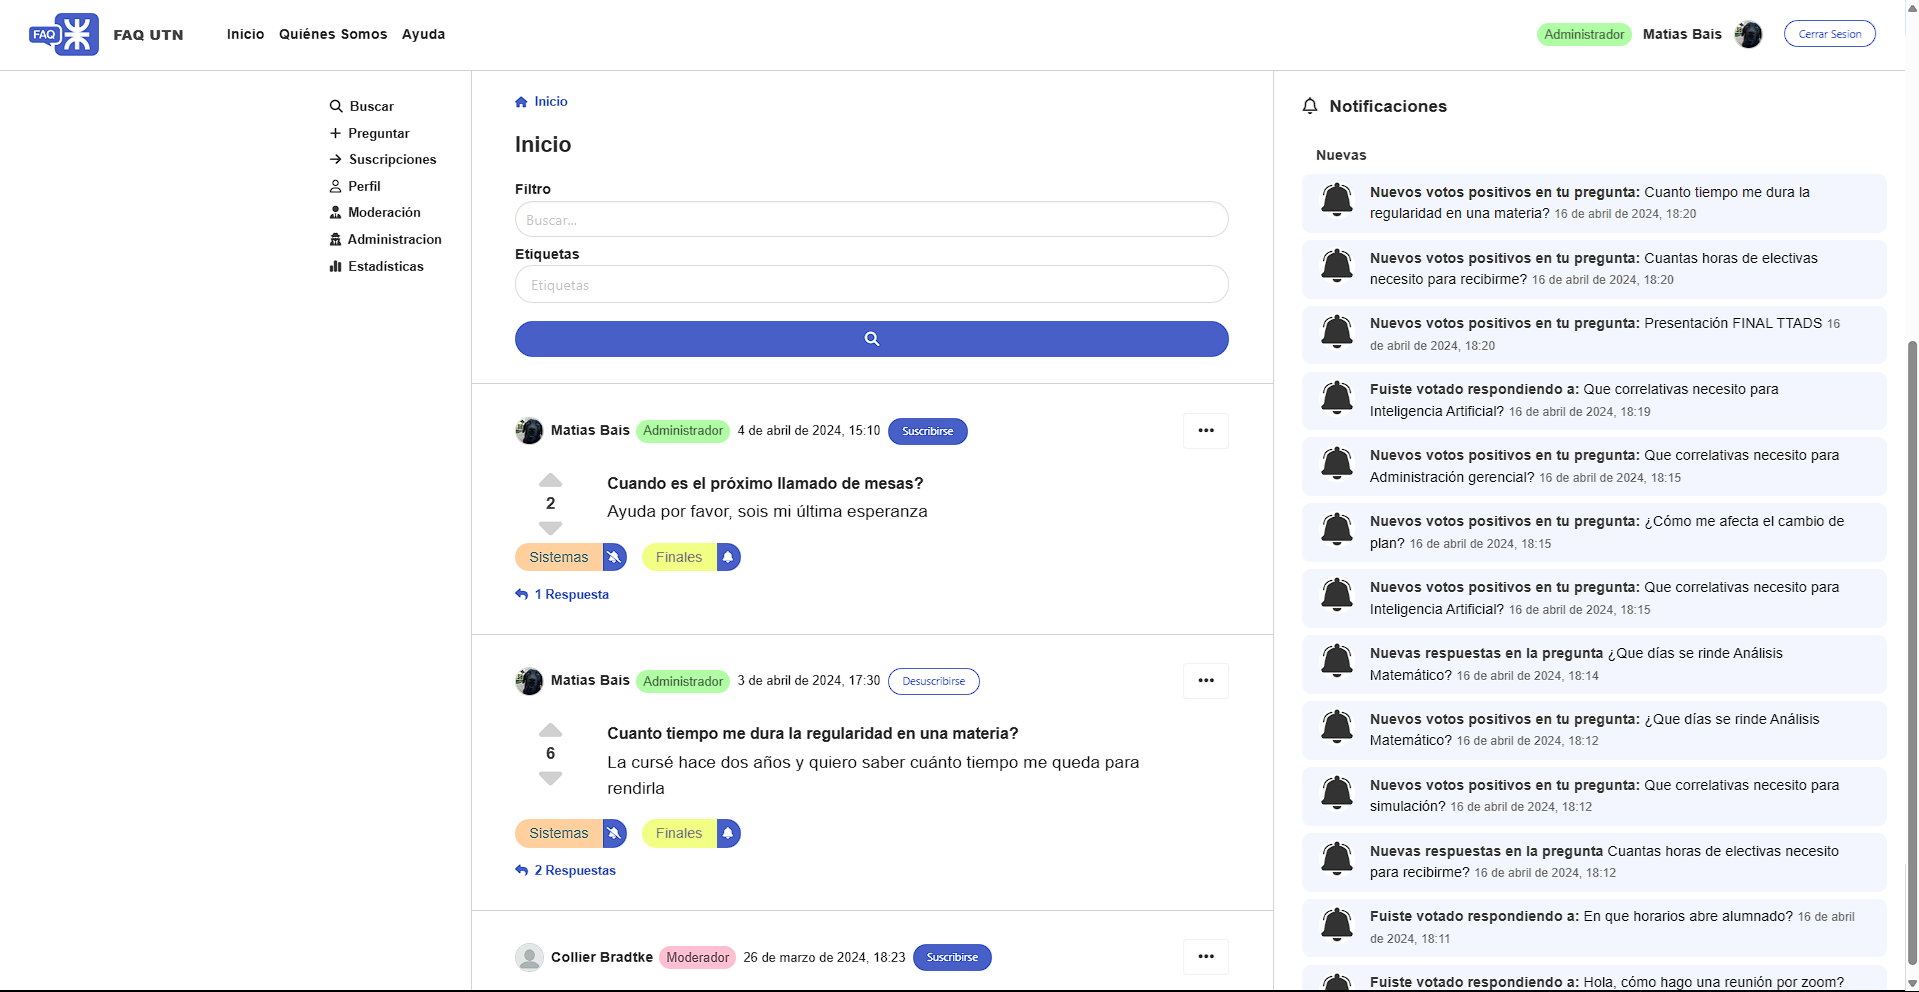 FAQ
FAQ UTN
Inicio
Quiénes Somos
Ayuda
Administrador
Matias Bais
Cerrar Sesion
Buscar
Preguntar
Suscripciones
Perfil
Moderación
Administracion
Estadísticas
Inicio
Inicio
Filtro
Buscar...
Etiquetas
Etiquetas
Matias Bais Administrador 4 de abril de 2024, 15:10 Suscribirse
2
Cuando es el próximo llamado de mesas?
Ayuda por favor, sois mi última esperanza
Sistemas
Finales
1 Respuesta
Matias Bais Administrador 3 de abril de 2024, 17:30 Desuscribirse
6
Cuanto tiempo me dura la regularidad en una materia?
La cursé hace dos años y quiero saber cuánto tiempo me queda para
rendirla
Sistemas
Finales
2 Respuestas
Collier Bradtke Moderador 26 de marzo de 2024, 18:23 Suscribirse
Notificaciones
Nuevas
Nuevos votos positivos en tu pregunta: Cuanto tiempo me dura la
regularidad en una materia? 16 de abril de 2024, 18:20
Nuevos votos positivos en tu pregunta: Cuantas horas de electivas
necesito para recibirme? 16 de abril de 2024, 18:20
Nuevos votos positivos en tu pregunta: Presentación FINAL TTADS 16
de abril de 2024, 18:20
Fuiste votado respondiendo a: Que correlativas necesito para
Inteligencia Artificial? 16 de abril de 2024, 18:19
Nuevos votos positivos en tu pregunta: Que correlativas necesito para
Administración gerencial? 16 de abril de 2024, 18:15
Nuevos votos positivos en tu pregunta: ¿Cómo me afecta el cambio de
plan? 16 de abril de 2024, 18:15
Nuevos votos positivos en tu pregunta: Que correlativas necesito para
Inteligencia Artificial? 16 de abril de 2024, 18:15
Nuevas respuestas en la pregunta ¿Que días se rinde Análisis
Matemático? 16 de abril de 2024, 18:14
Nuevos votos positivos en tu pregunta: ¿Que días se rinde Análisis
Matemático? 16 de abril de 2024, 18:12
Nuevos votos positivos en tu pregunta: Que correlativas necesito para
simulación? 16 de abril de 2024, 18:12
Nuevas respuestas en la pregunta Cuantas horas de electivas necesito
para recibirme? 16 de abril de 2024, 18:12
Fuiste votado respondiendo a: En que horarios abre alumnado? 16 de abril
de 2024, 18:11
Fuiste votado respondiendo a: Hola, cómo hago una reunión por zoom?